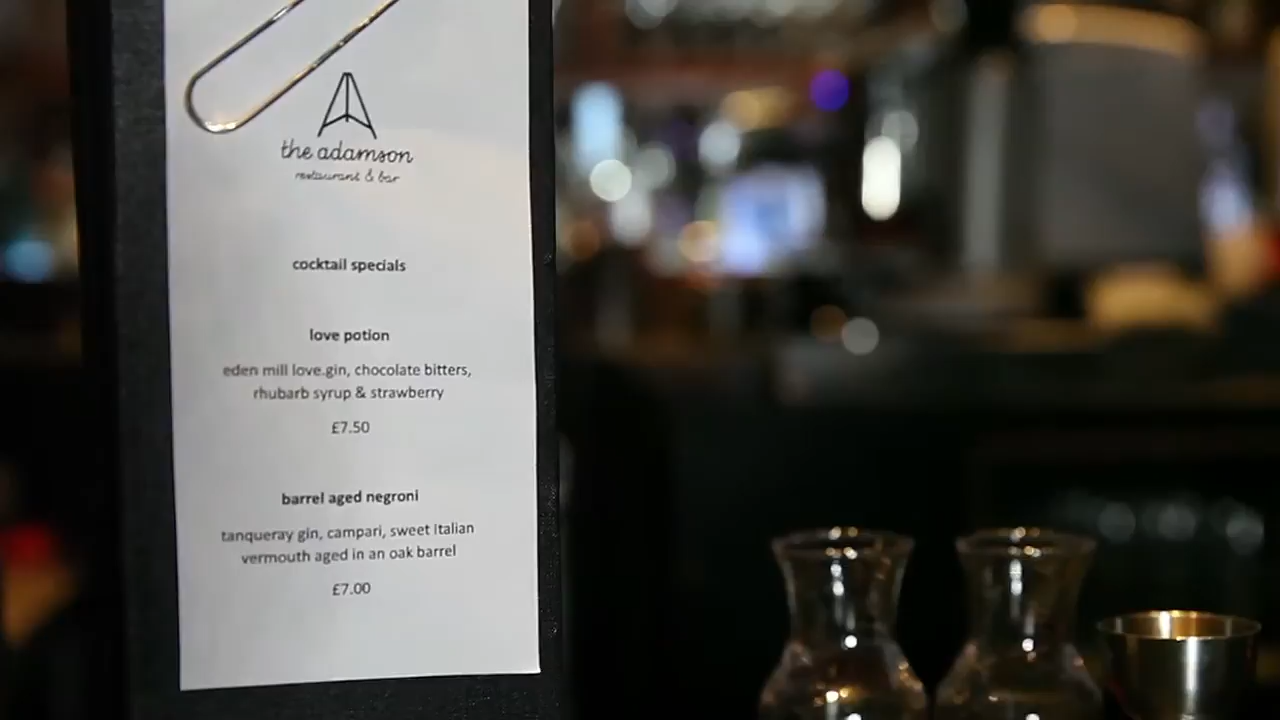 the adamson
restaurant & bar
cocktail specials
love potion
eden mill love.gin, chocolate bitters,
rhubarb syrup & strawberry
£7.50
barrel aged negroni
tanqueray gin, campari, sweet italian
vermouth aged in an oak barrel
£7.00